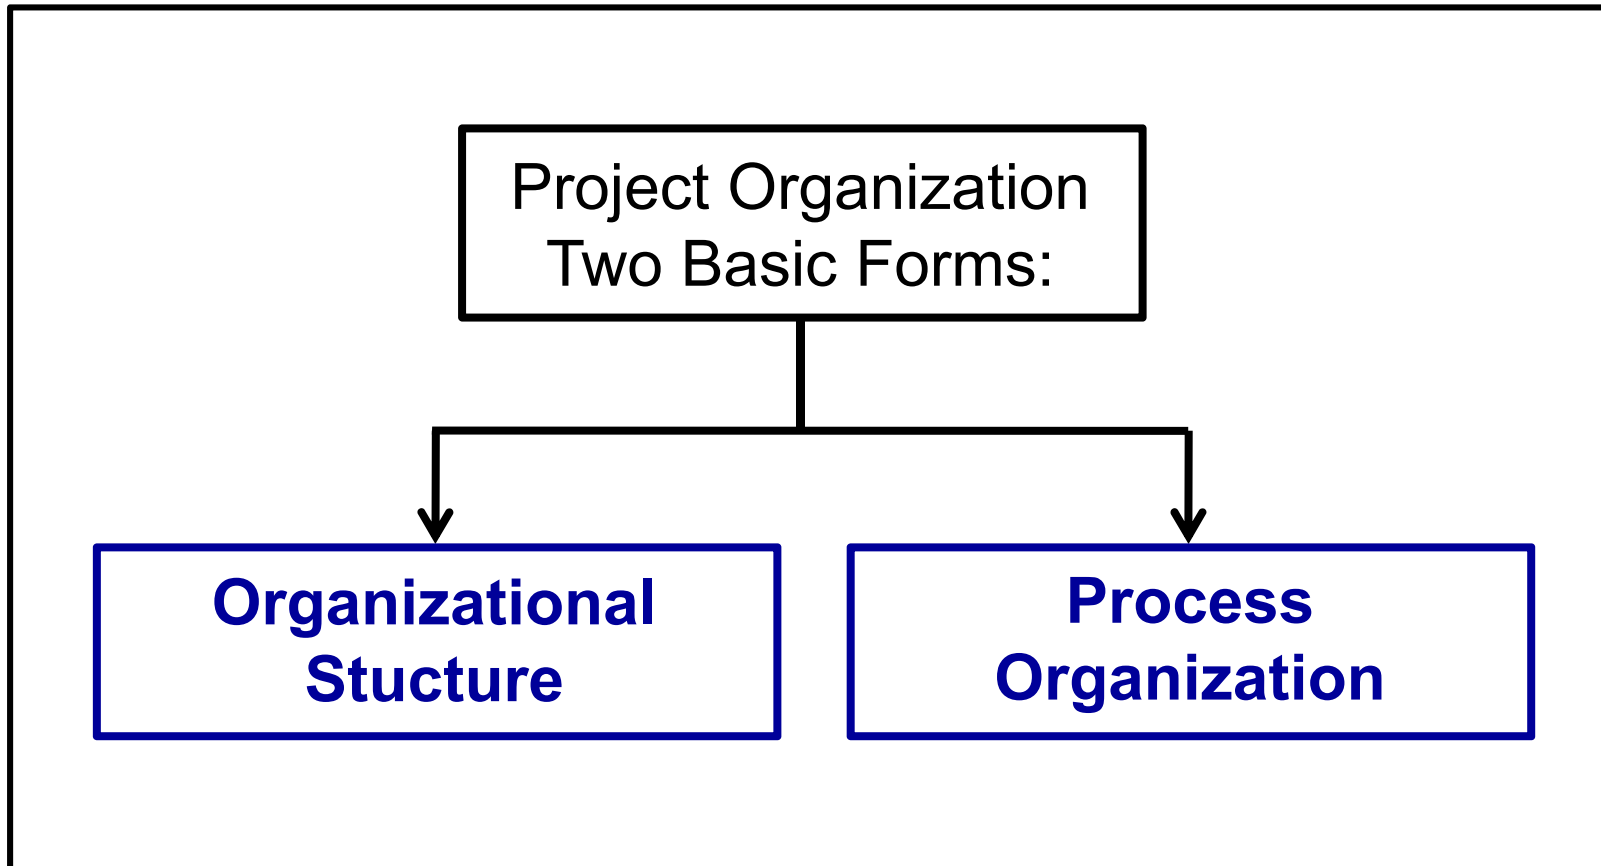 Project Organization
Two Basic Forms:
Organizational
Stucture
Process
Organization